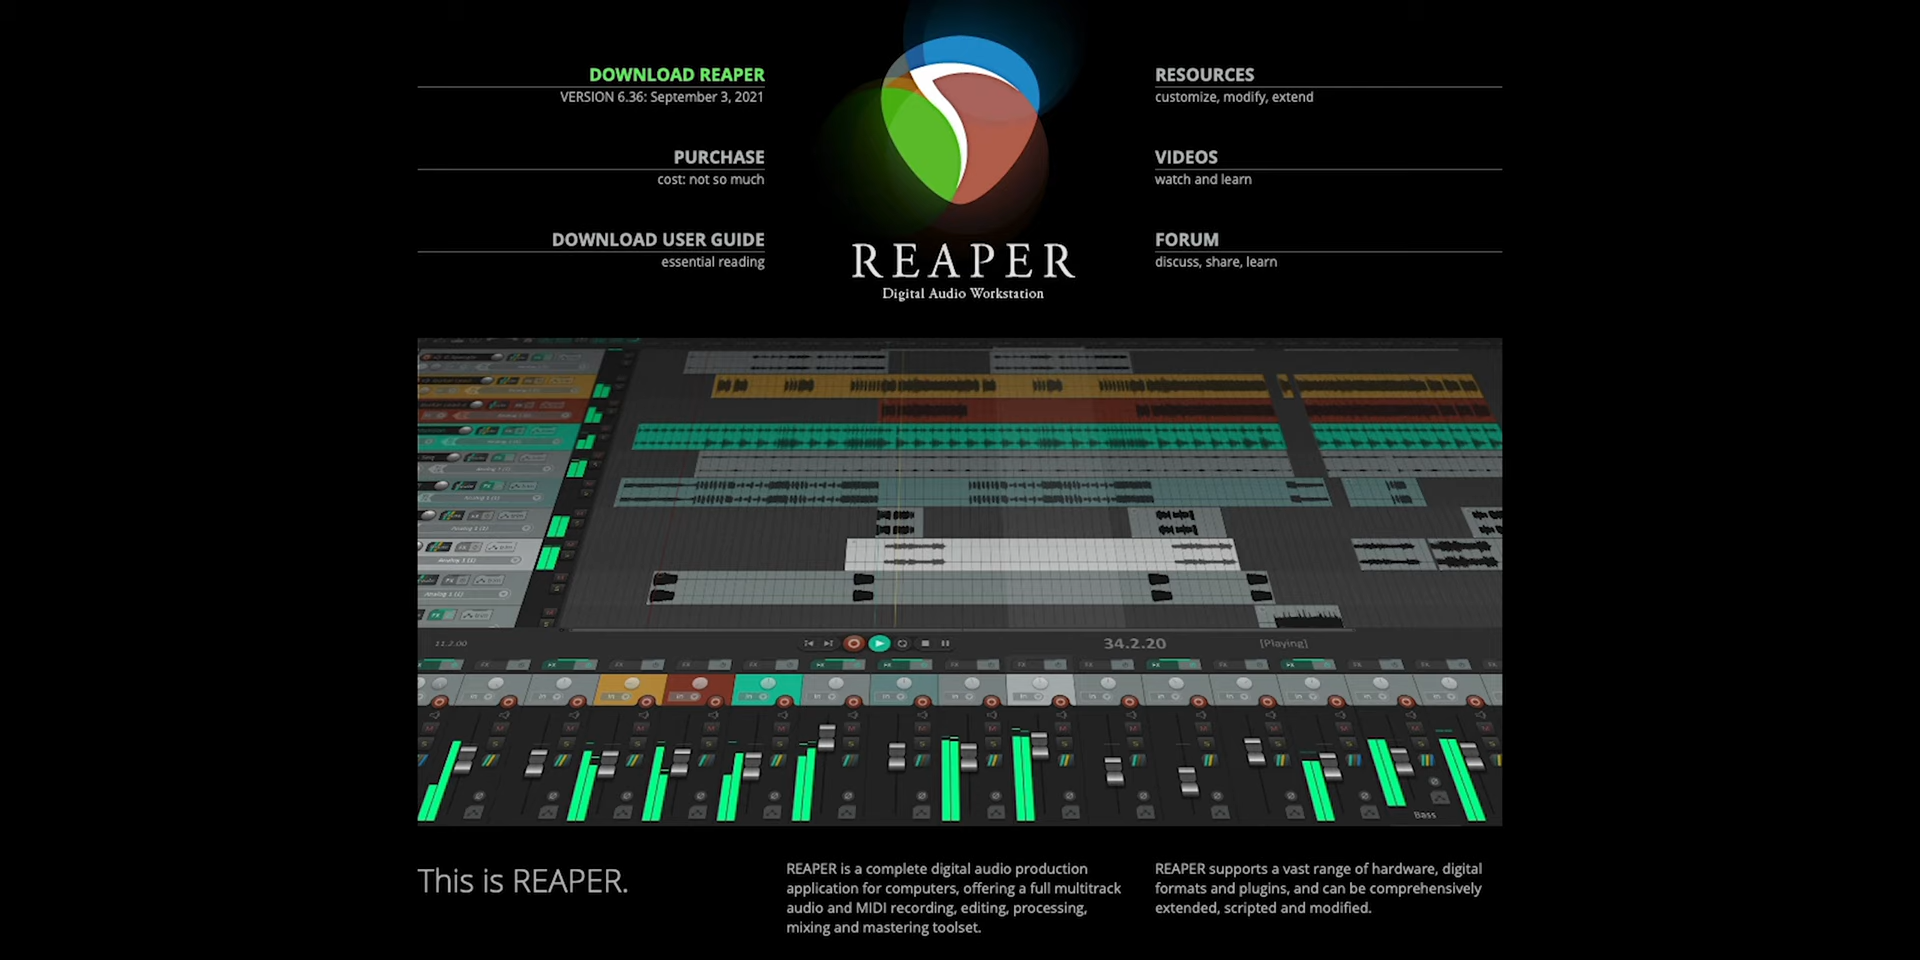 DOWNLOAD REAPER
VERSION 6.36: September 3, 2021
PURCHASE
cost: not so much
DOWNLOAD USER GUIDE
essential reading
REAPER
Digital Audio Workstation
RESOURCES
customize, modify, extend
VIDEOS
watch and learn
FORUM
discuss, share, learn
11.2.00
34.2.20
[Playing]
Bass
This is REAPER.
REAPER is a complete digital audio production
application for computers, offering a full multitrack
audio and MIDI recording, editing, processing,
mixing and mastering toolset.
REAPER supports a vast range of hardware, digital
formats and plugins, and can be comprehensively
extended, scripted and modified.